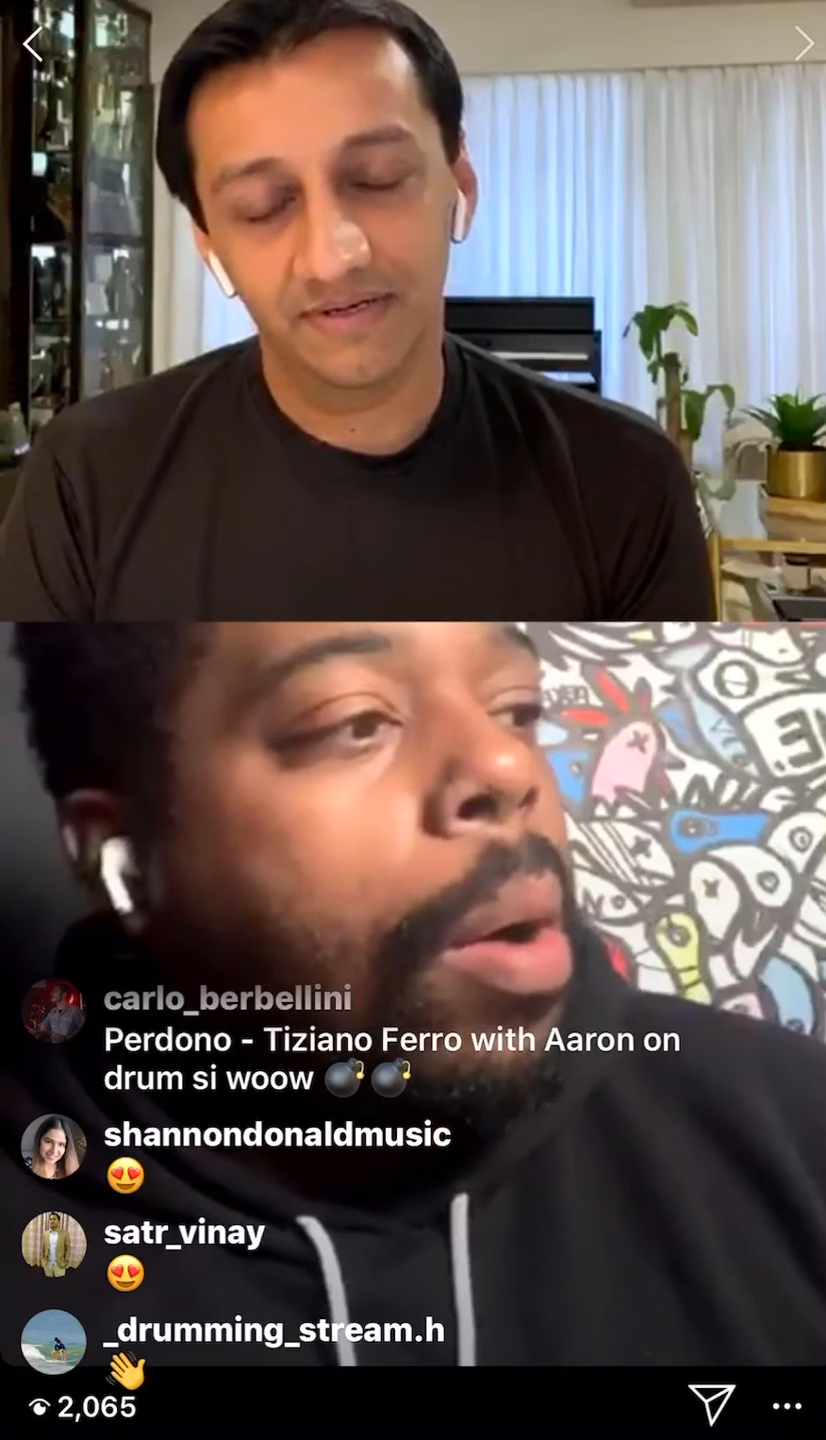 carlo_berbellini
Perdono - Tiziano Ferro with Aaron on
drum si woow 💣💣
shannondonaldmusic
😍
satr_vinay
😍
_drumming_stream.h
👋
2,065